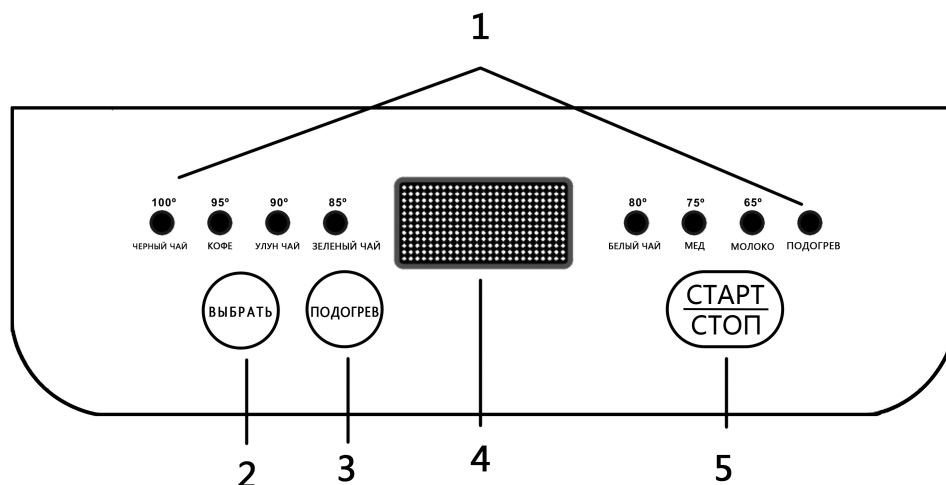 1
100° 95° 90° 85° 80° 75° 65°
ЧЕРНЫЙ ЧАЙ КОФЕ УЛУН ЧАЙ ЗЕЛЕНЫЙ ЧАЙ БЕЛЫЙ ЧАЙ МЕД МОЛОКО ПОДОГРЕВ
ВЫБРАТЬ ПОДОГРЕВ СТАРТ
СТОП
2 3 4 5